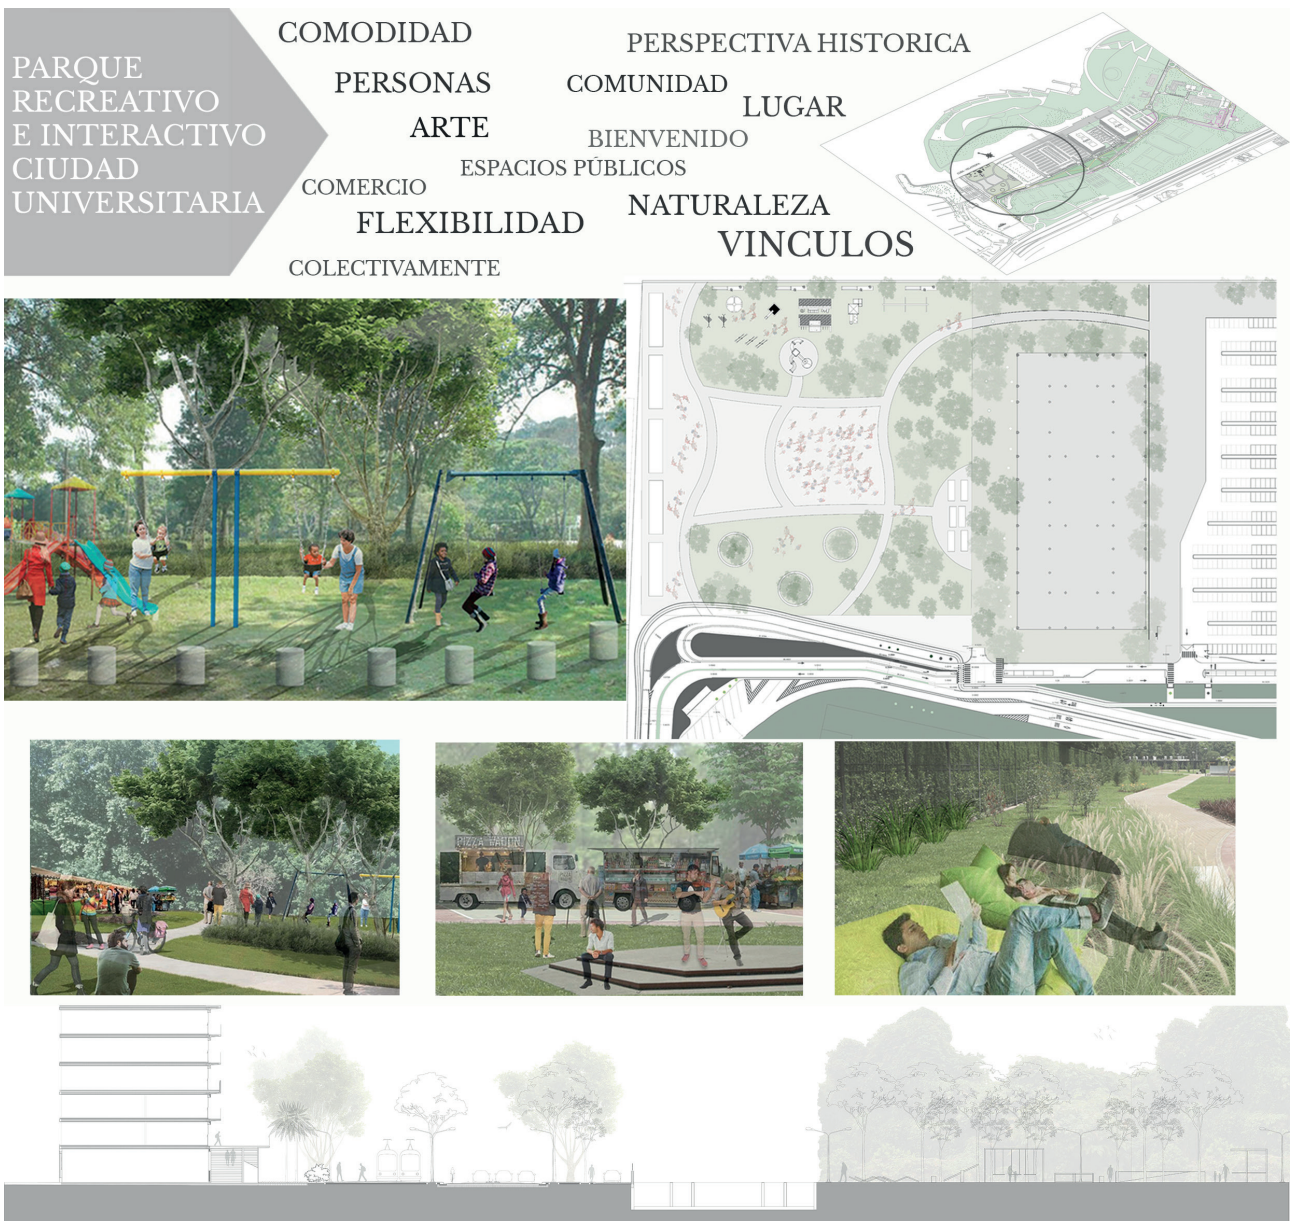 PARQUE
RECREATIVO
E INTERACTIVO
CIUDAD
UNIVERSITARIA
COMODIDAD
PERSPECTIVA HISTORICA
PERSONAS
COMUNIDAD
LUGAR
ARTE
BIENVENIDO
ESPACIOS PÚBLICOS
COMERCIO
NATURALEZA
FLEXIBILIDAD
VINCULOS
COLECTIVAMENTE